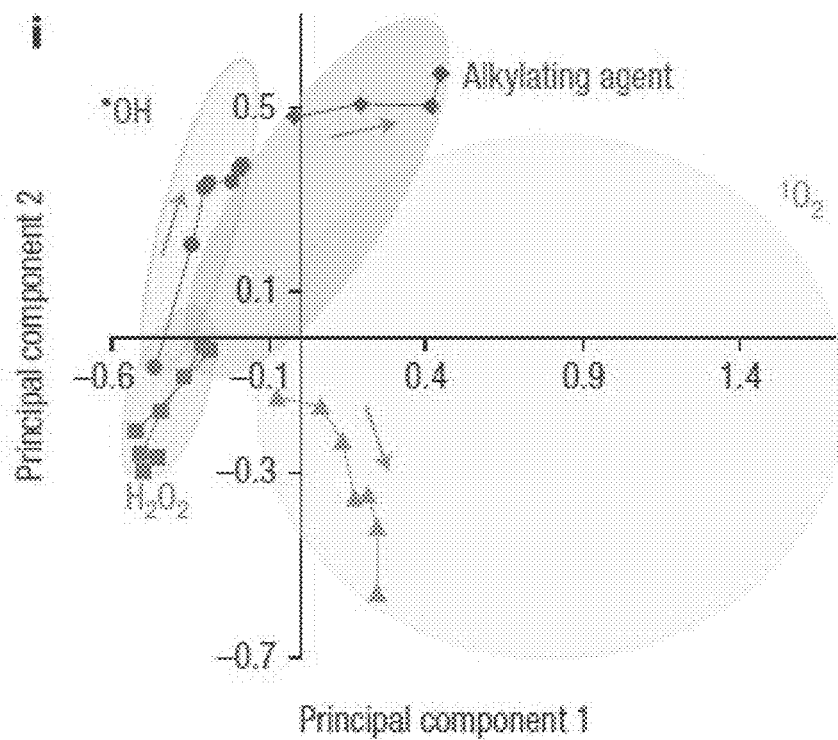 i
Alkylating agent
•OH
0.5
¹O₂
Principal component 2
0.1
–0.6
–0.1
0.4
0.9
1.4
–0.3
H₂O₂
–0.7
Principal component 1